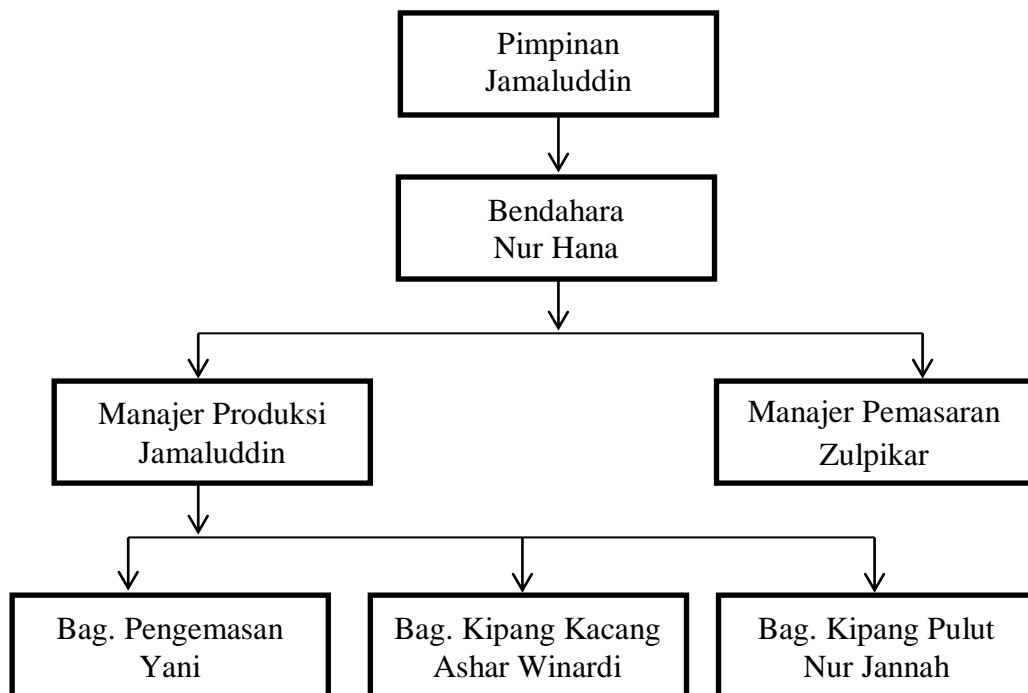 Pimpinan
Jamaluddin
Bendahara
Nur Hana
Manajer Produksi
Jamaluddin
Manajer Pemasaran
Zulpikar
Bag. Pengemasan
Yani
Bag. Kipang Kacang
Ashar Winardi
Bag. Kipang Pulut
Nur Jannah